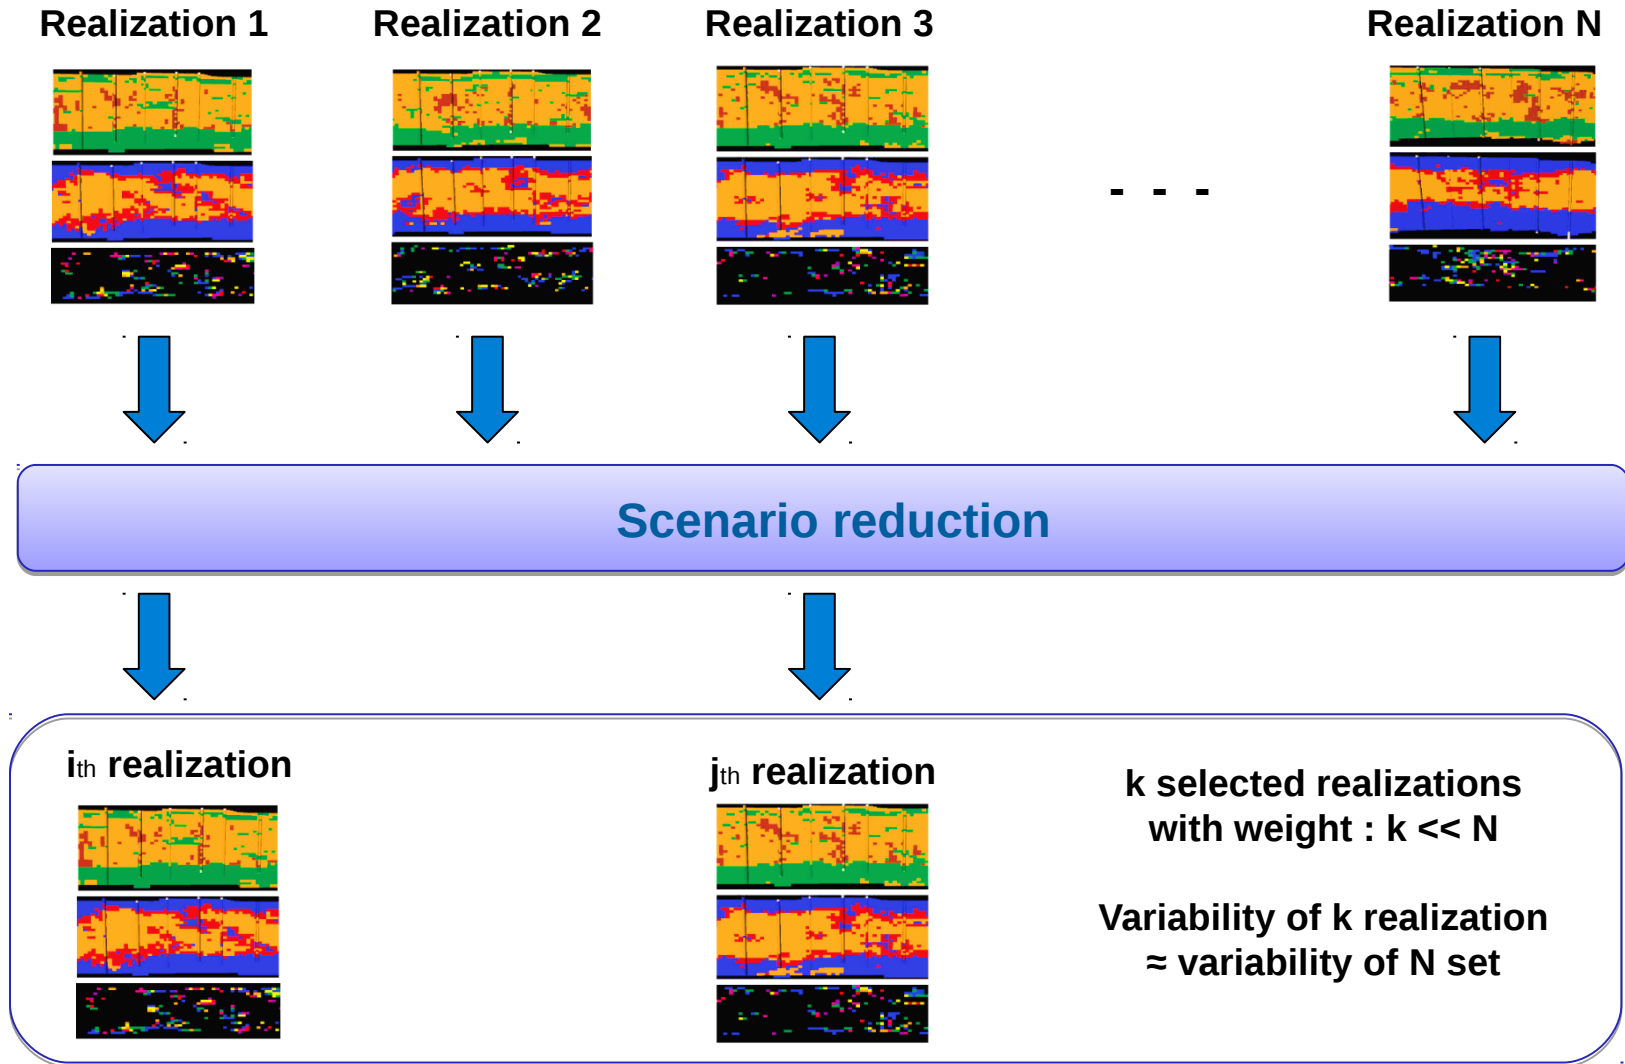 Realization 1
Realization 2
Realization 3
Realization N
- - -
Scenario reduction
ith realization
jth realization
k selected realizations
with weight : k << N
Variability of k realization
≈ variability of N set